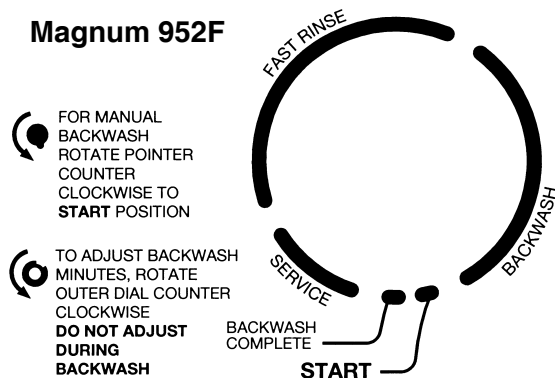 Magnum 952F
FAST RINSE
FOR MANUAL
BACKWASH
ROTATE POINTER
COUNTER
CLOCKWISE TO
START POSITION
TO ADJUST BACKWASH
MINUTES, ROTATE
OUTER DIAL COUNTER
CLOCKWISE
DO NOT ADJUST
DURING
BACKWASH
SERVICE
BACKWASH
BACKWASH
COMPLETE
START